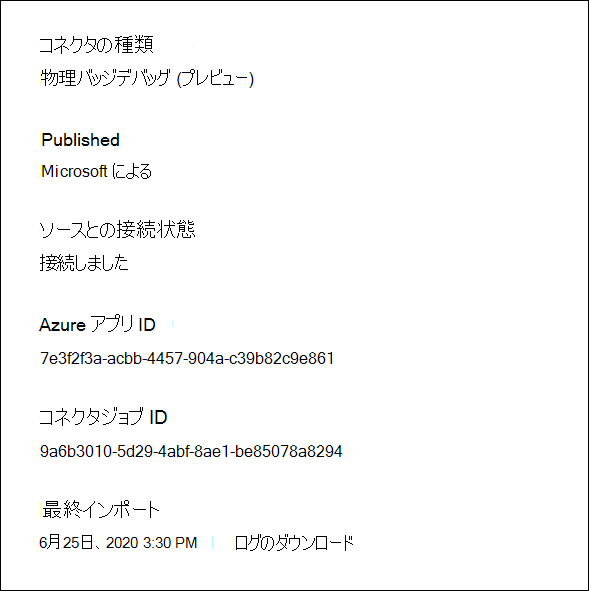 コネクタの種類
物理バッジデバッグ (プレビュー)
Published
Microsoft による
ソースとの接続状態
接続しました
Azure アプリ ID
7e3f2f3a-acbb-4457-904a-c39b82c9e861
コネクタジョブ ID
9a6b3010-5d29-4abf-8ae1-be85078a8294
最終インポート
6月25日、2020 3:30 PM ログのダウンロード